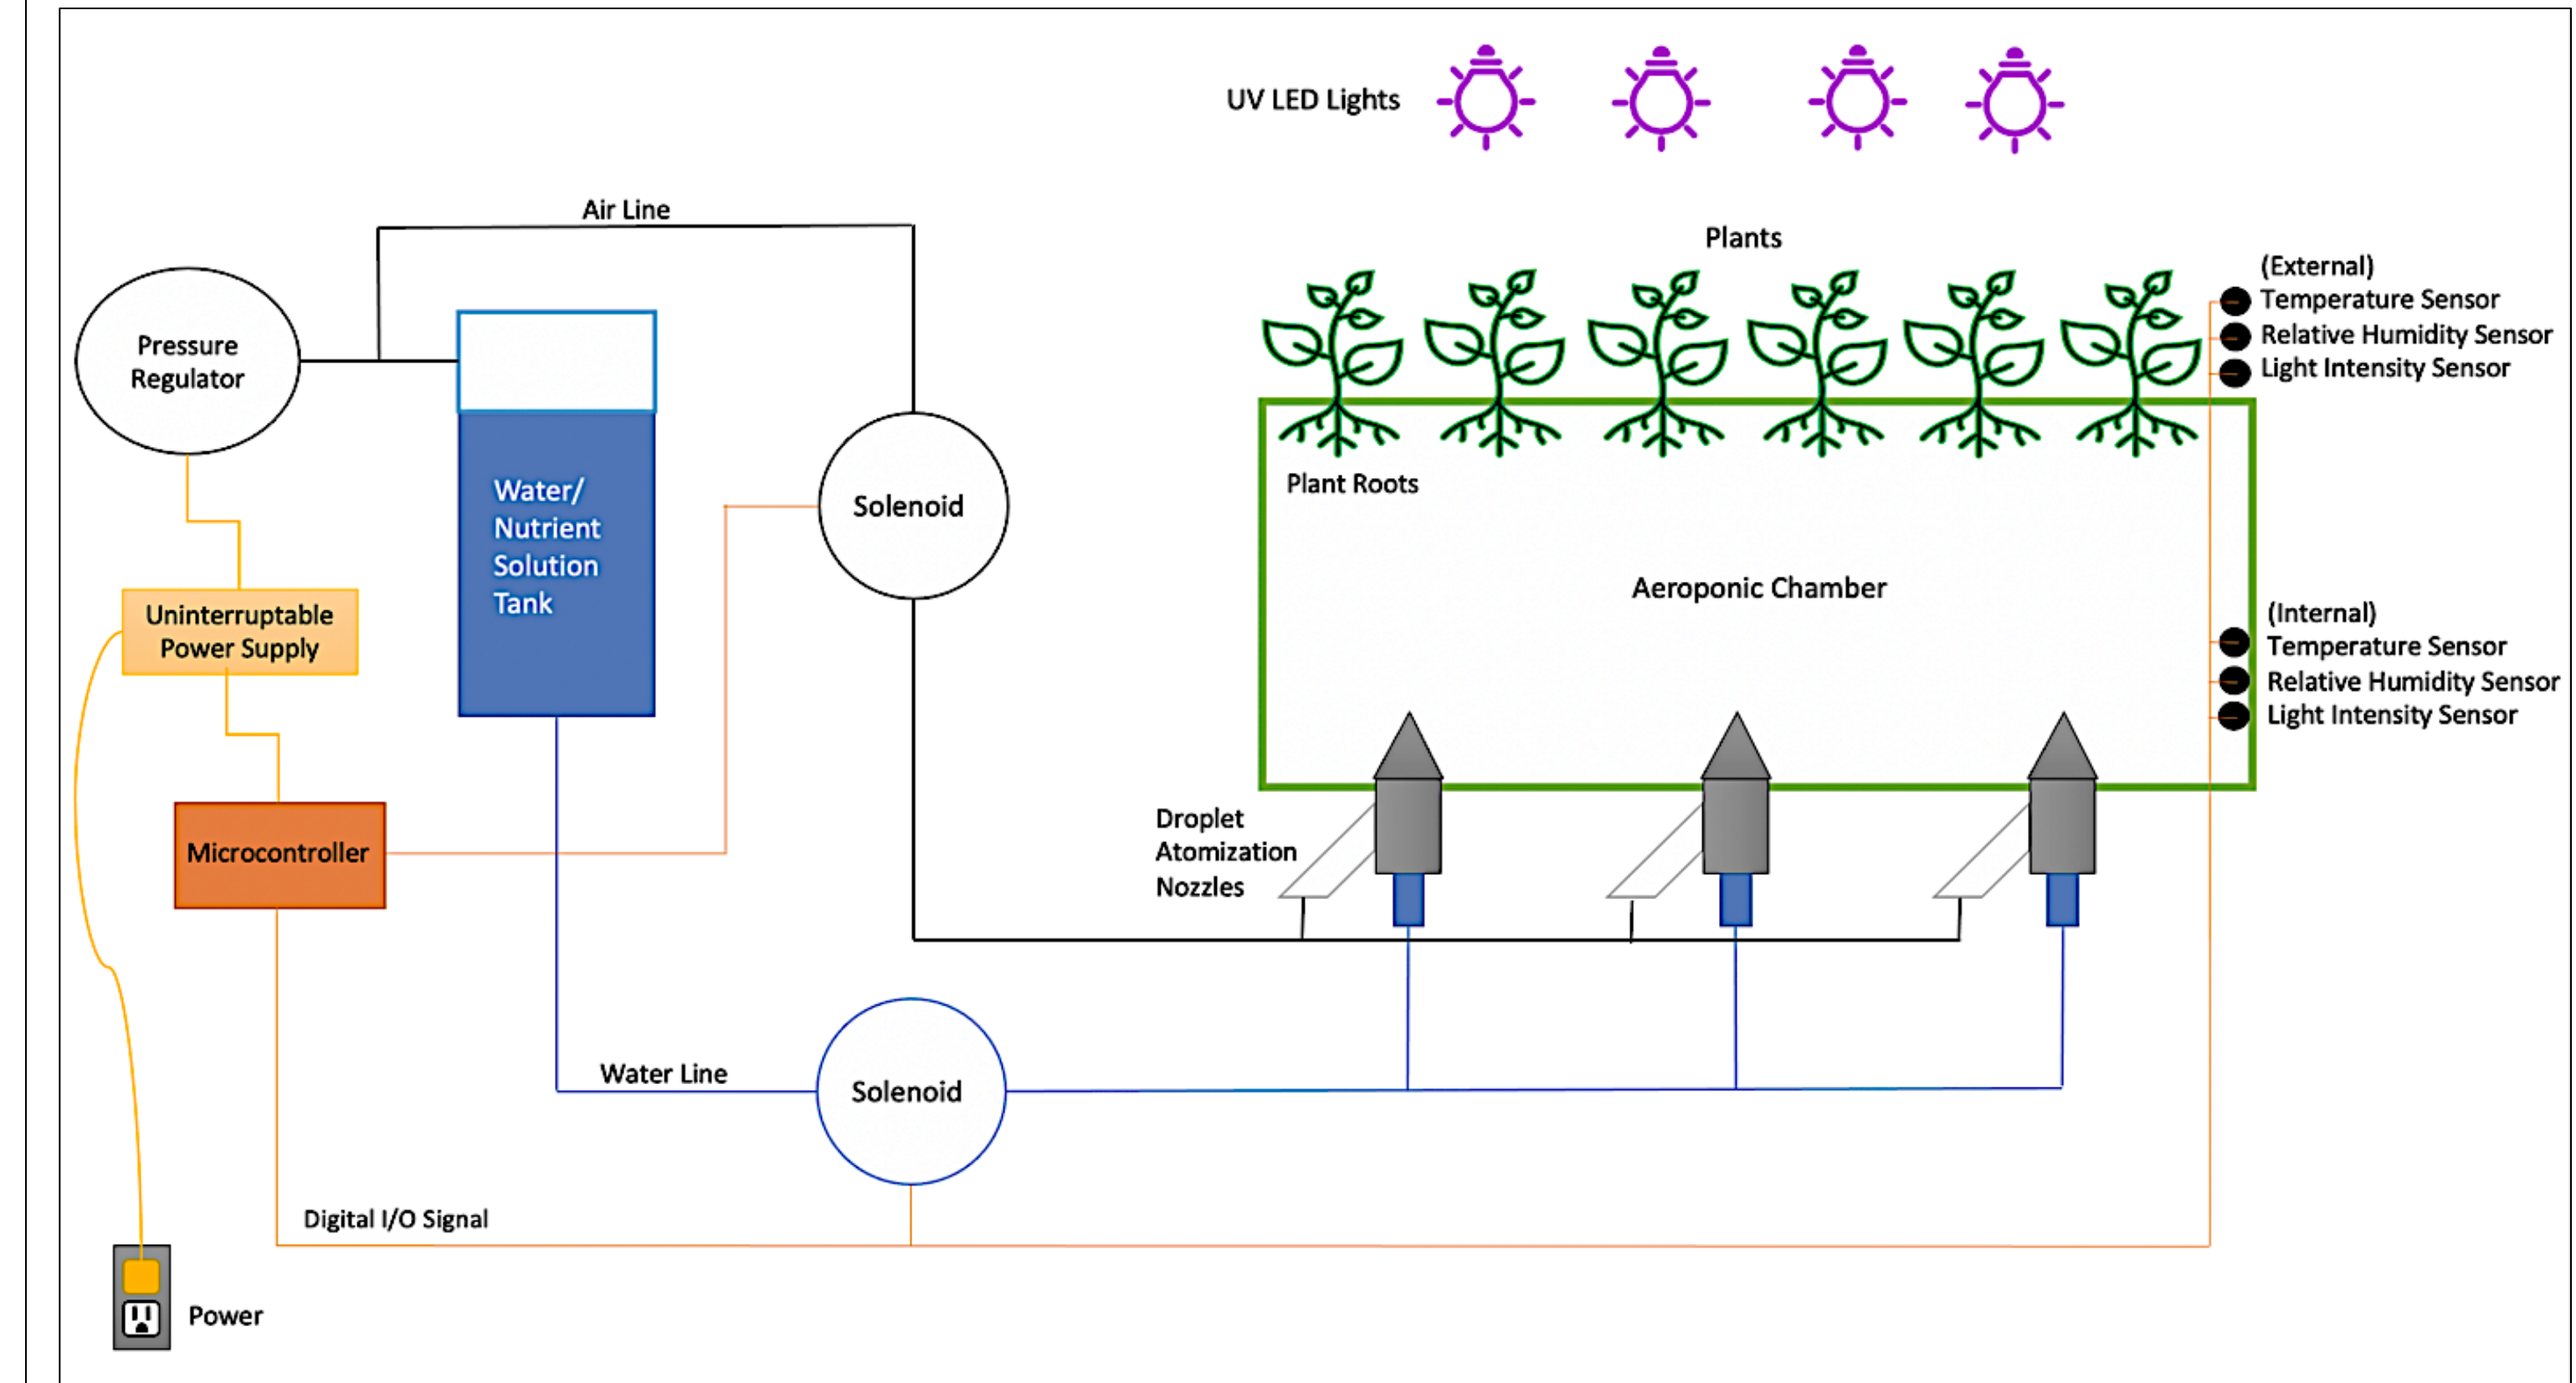 UV LED Lights
Air Line
Plants
(External)
Temperature Sensor
Relative Humidity Sensor
Light Intensity Sensor
Pressure
Regulator
Water/
Nutrient
Solution
Tank
Solenoid
Plant Roots
Aeroponic Chamber
Uninterruptable
Power Supply
(Internal)
Temperature Sensor
Relative Humidity Sensor
Light Intensity Sensor
Microcontroller
Droplet
Atomization
Nozzles
Water Line
Solenoid
Digital I/O Signal
Power